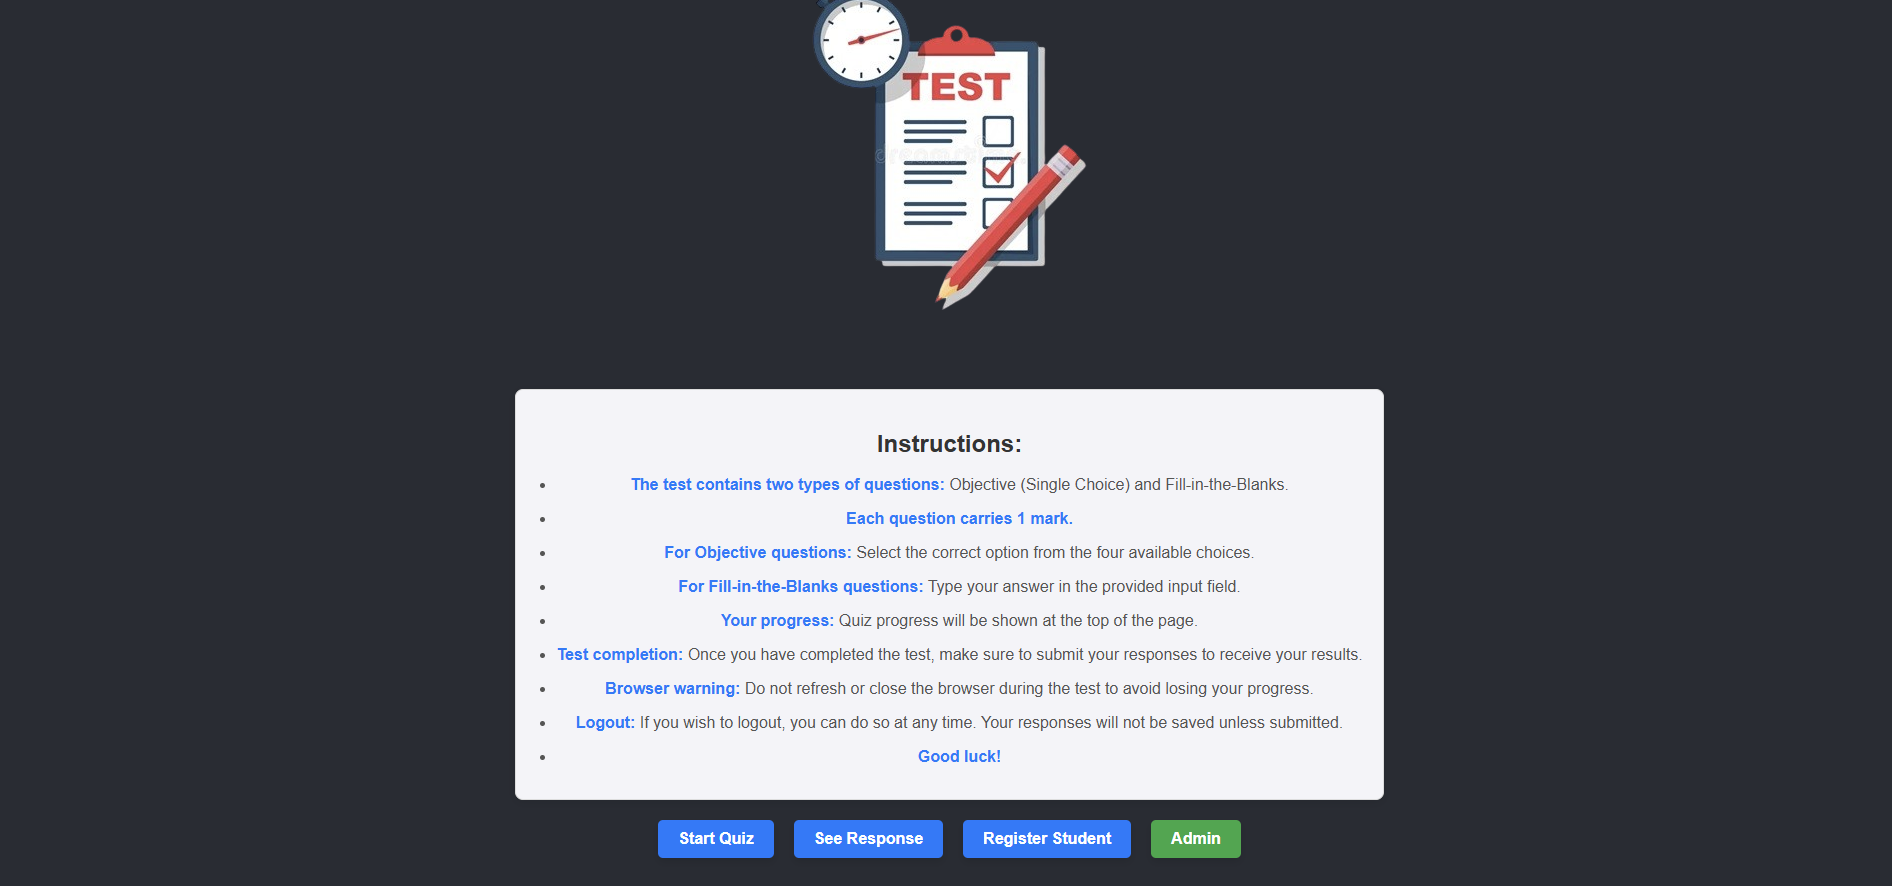 TEST
dreamstime
Instructions:
The test contains two types of questions: Objective (Single Choice) and Fill-in-the-Blanks.
Each question carries 1 mark.
For Objective questions: Select the correct option from the four available choices.
For Fill-in-the-Blanks questions: Type your answer in the provided input field.
Your progress: Quiz progress will be shown at the top of the page.
Test completion: Once you have completed the test, make sure to submit your responses to receive your results.
Browser warning: Do not refresh or close the browser during the test to avoid losing your progress.
Logout: If you wish to logout, you can do so at any time. Your responses will not be saved unless submitted.
Good luck!
Start Quiz See Response Register Student Admin